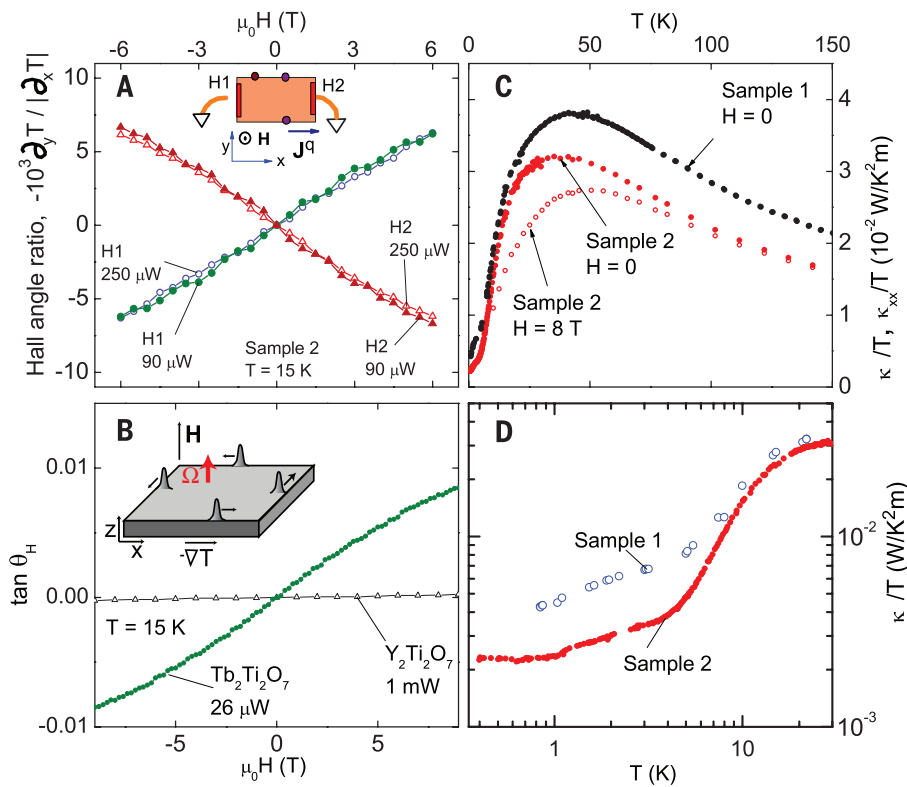 μ₀H (T)
-6 -3 0 3 6
Hall angle ratio, -10³ ∂yT / |∂xT|
10
5
0
-5
-10
A
H1
H2
H
y
x
J^q
H1
250 μW
H1
90 μW
Sample 2
T = 15 K
H2
250 μW
H2
90 μW
T (K)
0 50 100 150
C
Sample 1
H = 0
Sample 2
H = 0
Sample 2
H = 8 T
4
3
2
1
0
κ /T, κxx/T (10⁻² W/K²m)
B
H
Ω
z
x
-∇T
tan θH
0.01
0.00
-0.01
T = 15 K
Tb₂Ti₂O₇
26 μW
Y₂Ti₂O₇
1 mW
-5 0 5
μ₀H (T)
D
Sample 1
Sample 2
10⁻²
10⁻³
κ /T (W/K²m)
1 10
T (K)